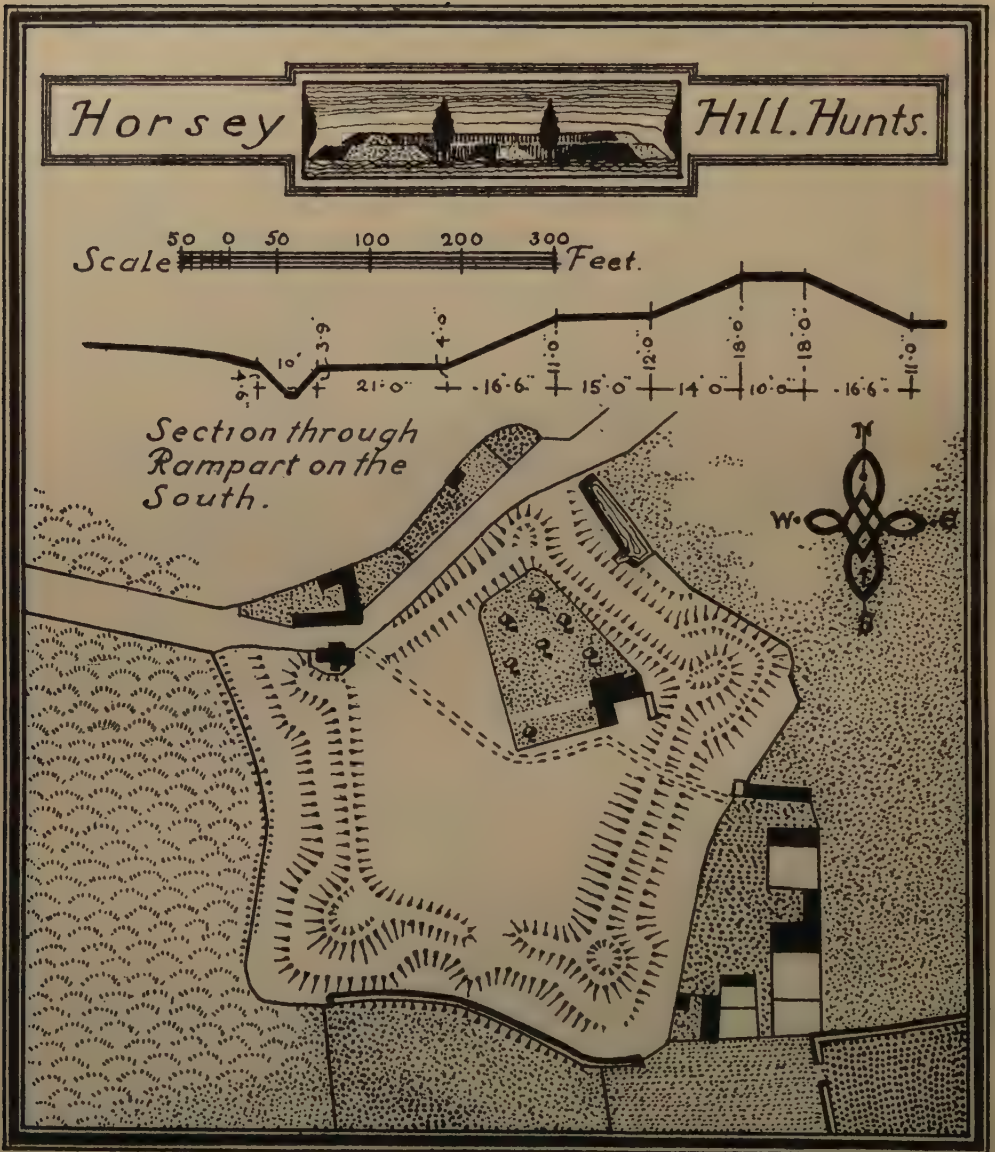 Horsey Hill. Hunts.
50 0 50 100 200 300
Scale Feet.
10' 3'.9" 4'.0" 11'.0" 12'.0" 18'.0" 18'.0" 11'.0"
21'.0" 16'.6" 15'.0" 14'.0" 10'.0" 16'.6"
Section through
Rampart on the
South.
N
W E
S